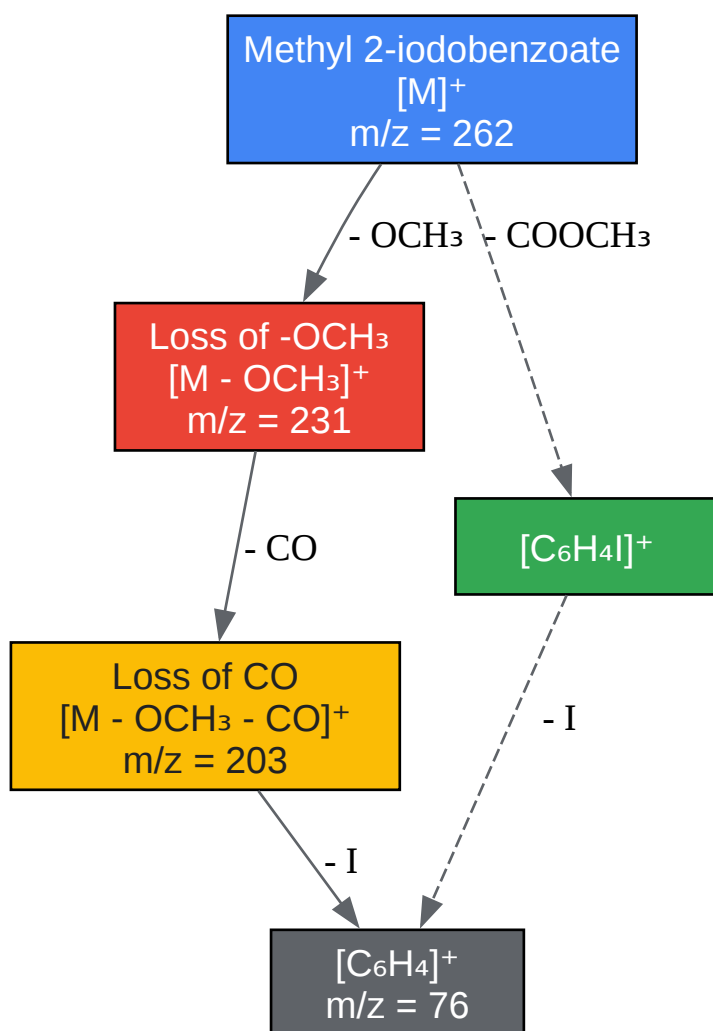 Methyl 2-iodobenzoate
[M]⁺
m/z = 262
- OCH₃
- COOCH₃
Loss of -OCH₃
[M - OCH₃]⁺
m/z = 231
- CO
[C₆H₄I]⁺
Loss of CO
[M - OCH₃ - CO]⁺
m/z = 203
- I
- I
[C₆H₄]⁺
m/z = 76